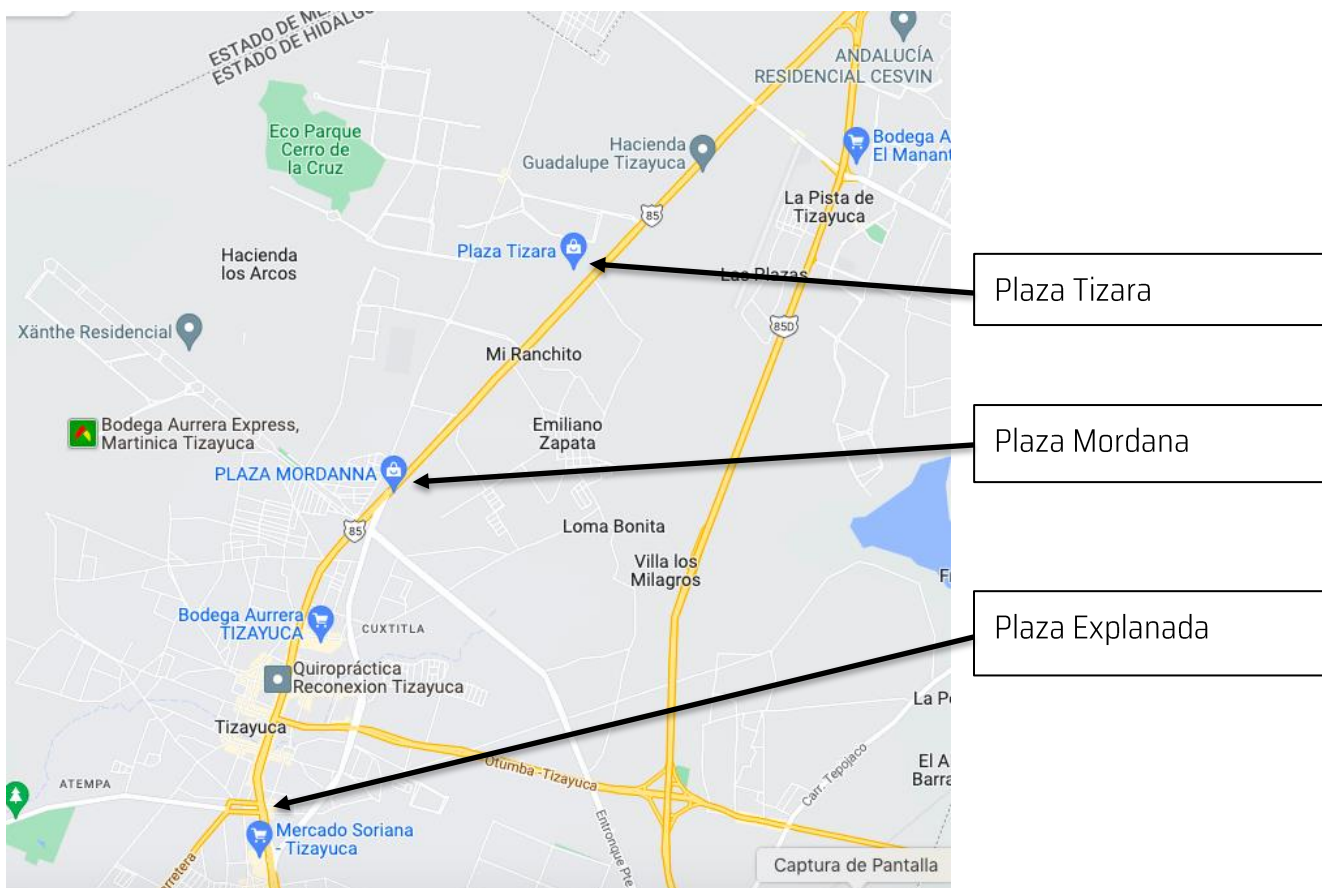 ESTADO DE MÉ
ESTADO DE HIDALGO
ANDALUCÍA
RESIDENCIAL CESVIN
Eco Parque
Cerro de
la Cruz
Hacienda
Guadalupe Tizayuca
Bodega A
El Manant
La Pista de
Tizayuca
85
Hacienda
los Arcos
Plaza Tizara
Las Plazas
Plaza Tizara
Xänthe Residencial
85D
Mi Ranchito
Bodega Aurrera Express,
Martinica Tizayuca
Emiliano
Zapata
Plaza Mordana
PLAZA MORDANNA
85
Loma Bonita
Villa los
Milagros
F
Bodega Aurrera
TIZAYUCA
CUXTITLA
Plaza Explanada
Quiropráctica
Reconexion Tizayuca
La P
Tizayuca
Otumba -Tizayuca
El A
Barra
Carr. Tepojaco
ATEMPA
Mercado Soriana
- Tizayuca
Entronque Pte
rretera
Captura de Pantalla